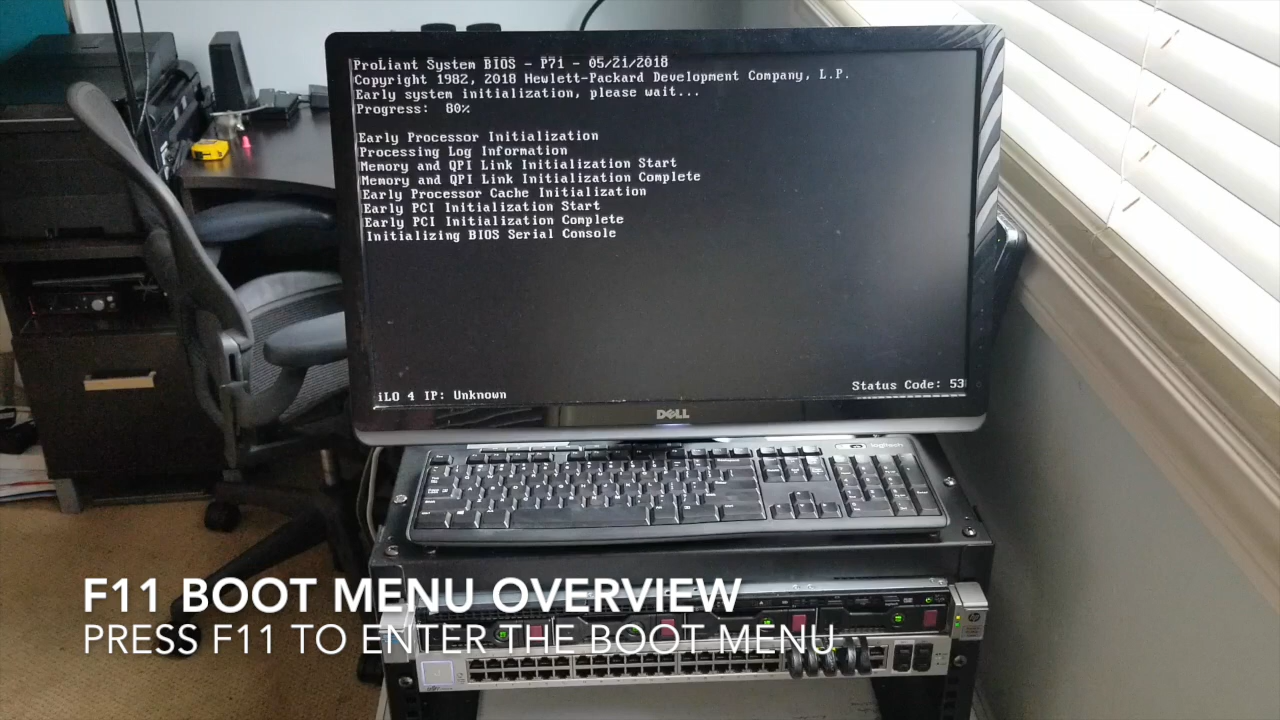 ProLiant System BIOS - P71 - 05/21/2018
Copyright 1982, 2018 Hewlett-Packard Development Company, L.P.
Early system initialization, please wait...
Progress: 80%
Early Processor Initialization
Processing Log Information
Memory and QPI Link Initialization Start
Memory and QPI Link Initialization Complete
Early Processor Cache Initialization
Early PCI Initialization Start
Early PCI Initialization Complete
Initializing BIOS Serial Console
iLO 4 IP: Unknown
Status Code: 53
DELL
logitech
F11 BOOT MENU OVERVIEW
PRESS F11 TO ENTER THE BOOT MENU
hp